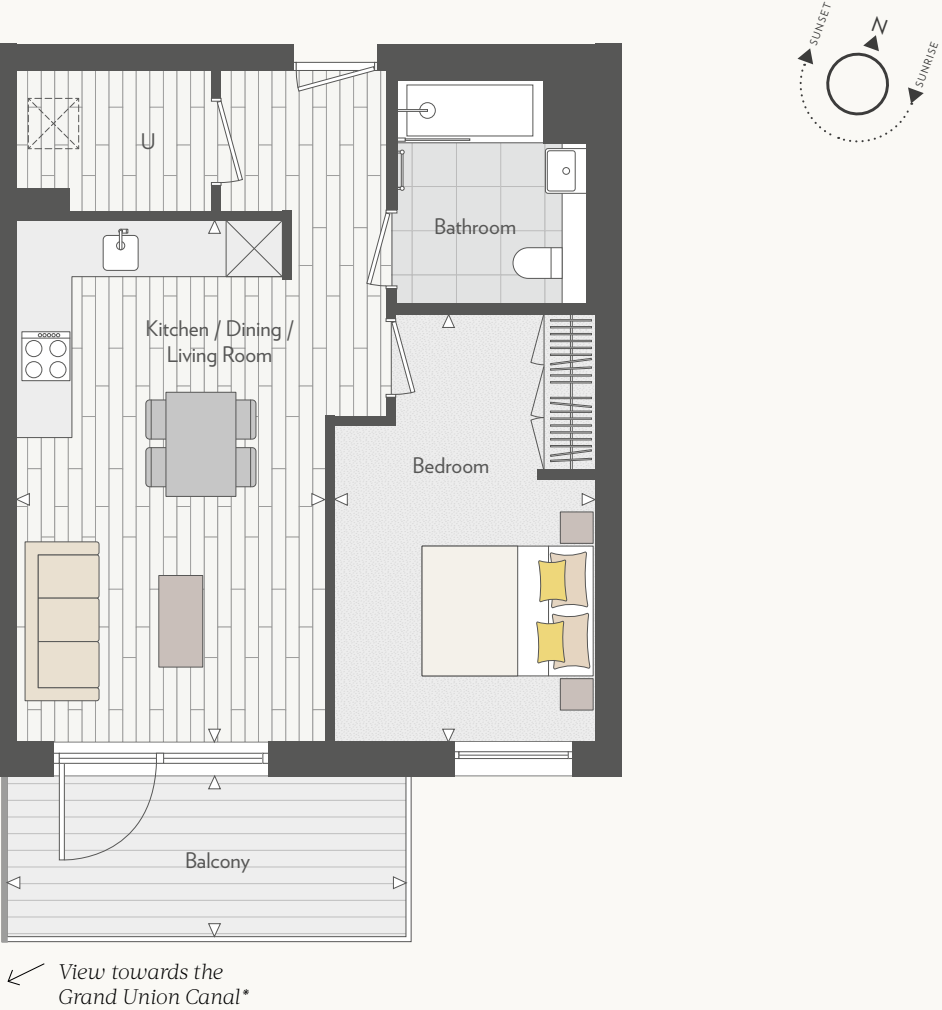 SUNSET
N
SUNRISE
U
Bathroom
Kitchen / Dining /
Living Room
Bedroom
Balcony
View towards the
Grand Union Canal*